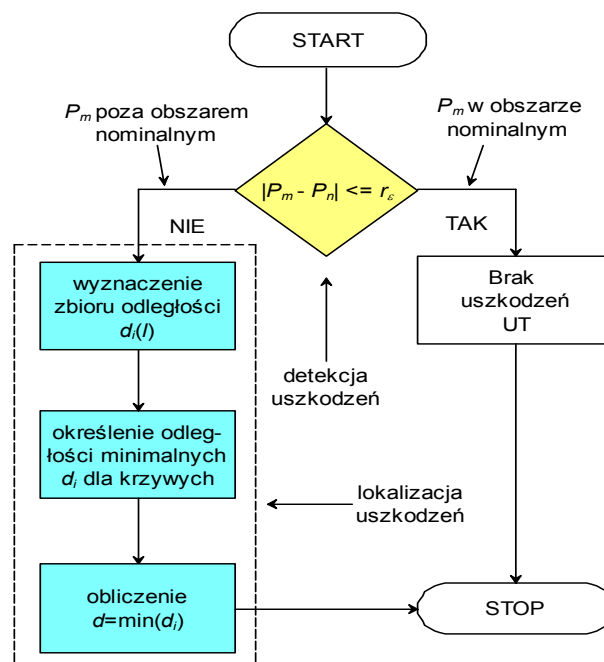 START
P_m poza obszarem
nominalnym
P_m w obszarze
nominalnym
|P_m - P_n| <= r_ε
NIE
TAK
wyznaczenie
zbioru odległości
d_i(l)
Brak
uszkodzeń
UT
detekcja
uszkodzeń
określenie odleg-
łości minimalnych
d_i dla krzywych
lokalizacja
uszkodzeń
obliczenie
d=min(d_i)
STOP